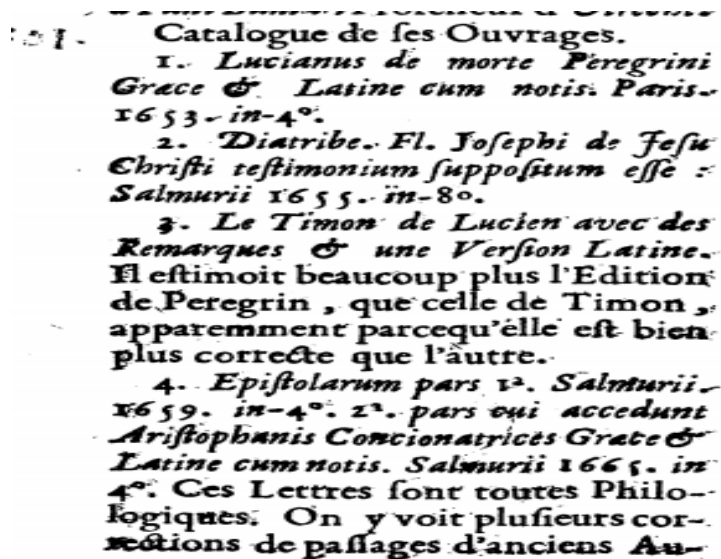 Catalogue de ſes Ouvrages.
1. Lucianus de morte Peregrini
Græce & Latine cum notis. Paris.
1653. in-4°.
2. Diatribe. Fl. Joſephi de Jeſu
Chriſti teſtimonium ſuppoſitum eſſe :
Salmurii 1655. in-8o.
3. Le Timon de Lucien avec des
Remarques & une Verſion Latine.
Il eſtimoit beaucoup plus l'Edition
de Peregrin, que celle de Timon,
apparemment parcequ'elle eſt bien
plus correcte que l'autre.
4. Epiſtolarum pars 1ª. Salmurii.
1659. in-4°. 2ª. pars cui accedunt
Ariſtophanis Concionatrices Græce &
Latine cum notis. Salmurii 1665. in
4°. Ces Lettres ſont toutes Philo-
logiques. On y voit pluſieurs cor-
rections de paſſages d'anciens Au-